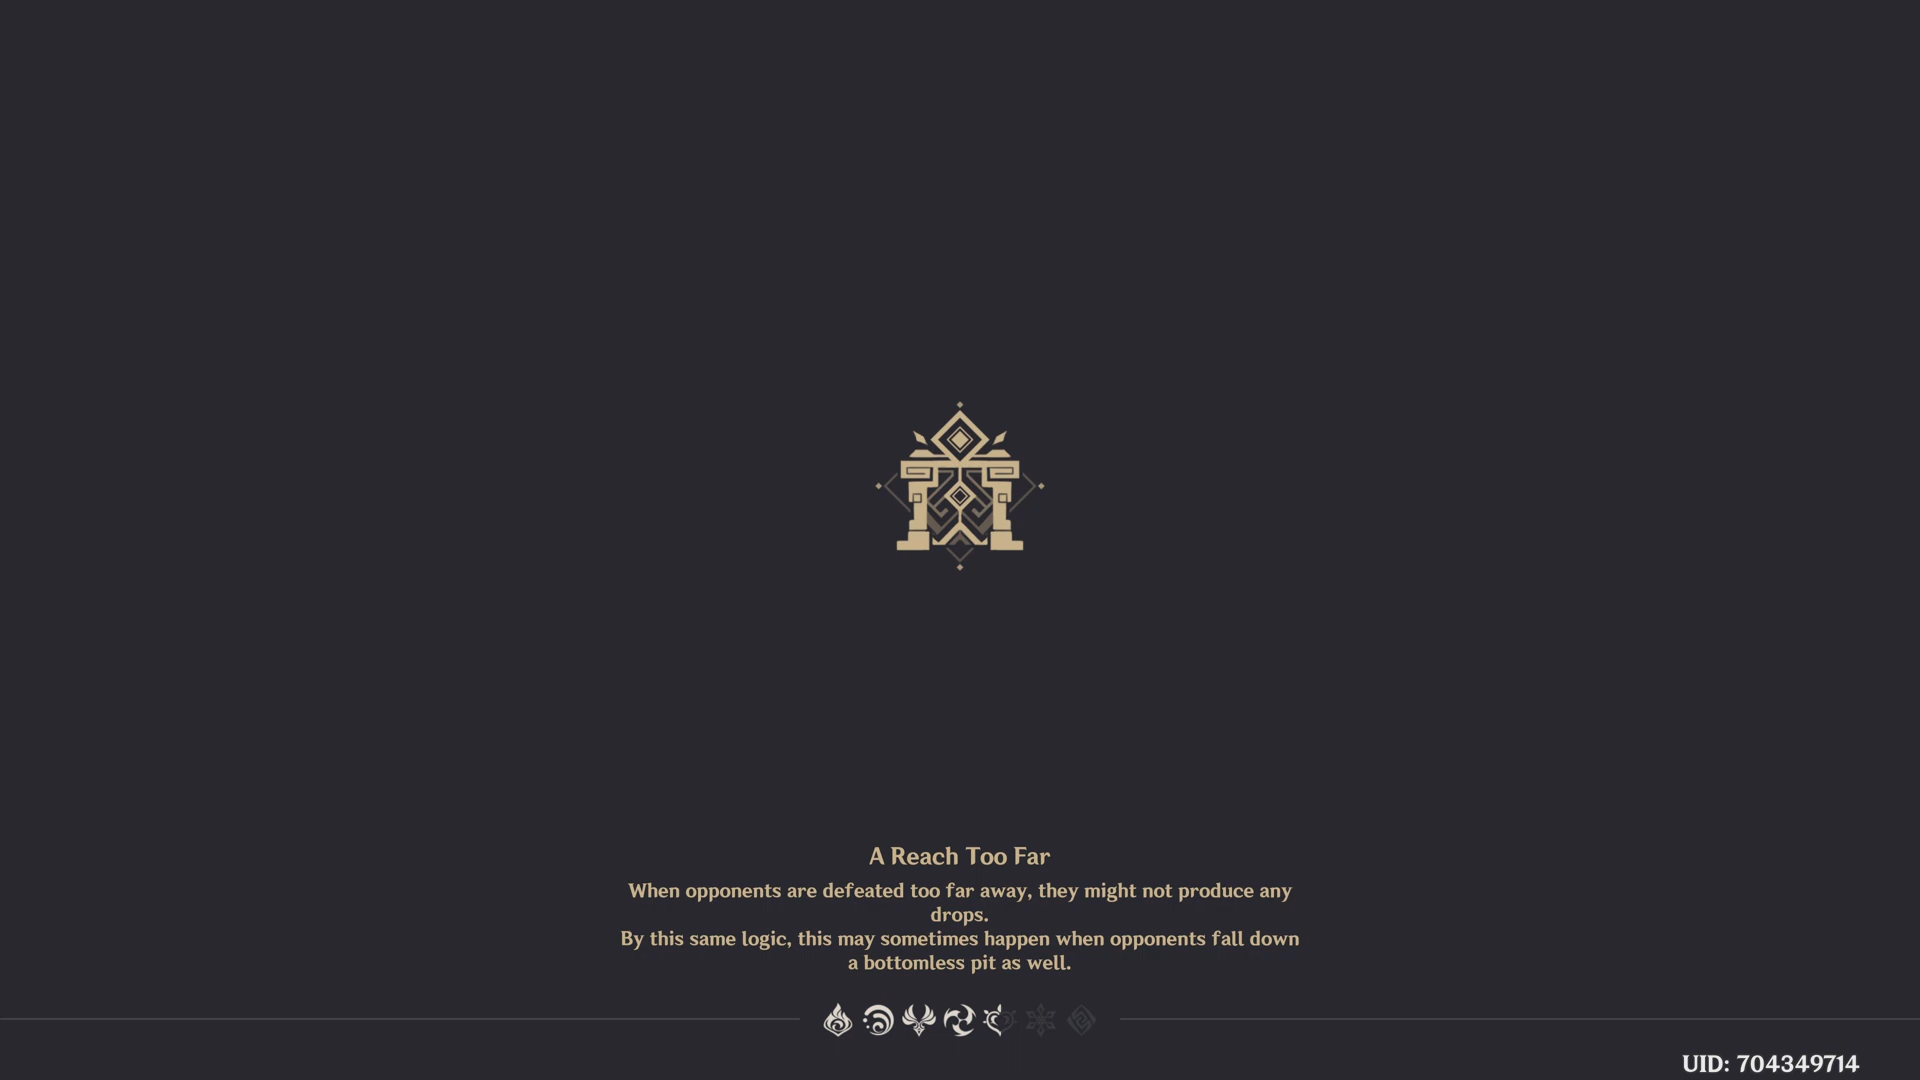 A Reach Too Far
When opponents are defeated too far away, they might not produce any
drops.
By this same logic, this may sometimes happen when opponents fall down
a bottomless pit as well.
UID: 704349714